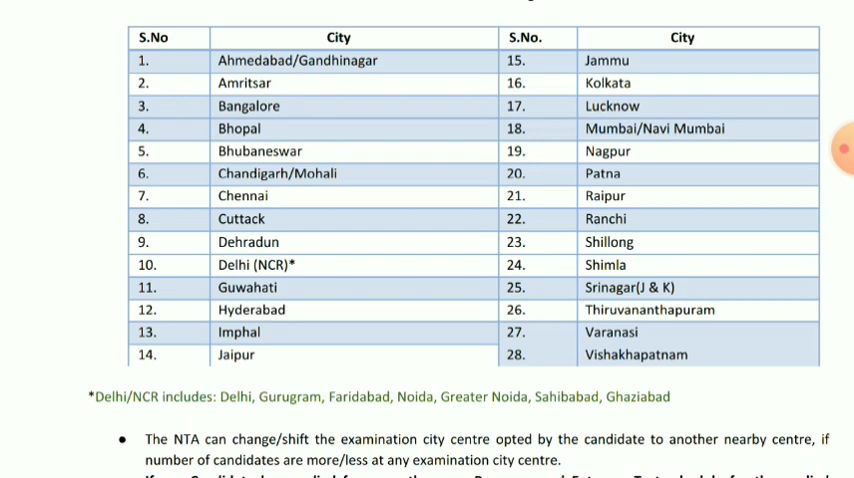 S.No City S.No. City
1. Ahmedabad/Gandhinagar 15. Jammu
2. Amritsar 16. Kolkata
3. Bangalore 17. Lucknow
4. Bhopal 18. Mumbai/Navi Mumbai
5. Bhubaneswar 19. Nagpur
6. Chandigarh/Mohali 20. Patna
7. Chennai 21. Raipur
8. Cuttack 22. Ranchi
9. Dehradun 23. Shillong
10. Delhi (NCR)* 24. Shimla
11. Guwahati 25. Srinagar(J & K)
12. Hyderabad 26. Thiruvananthapuram
13. Imphal 27. Varanasi
14. Jaipur 28. Vishakhapatnam
*Delhi/NCR includes: Delhi, Gurugram, Faridabad, Noida, Greater Noida, Sahibabad, Ghaziabad
● The NTA can change/shift the examination city centre opted by the candidate to another nearby centre, if
number of candidates are more/less at any examination city centre.